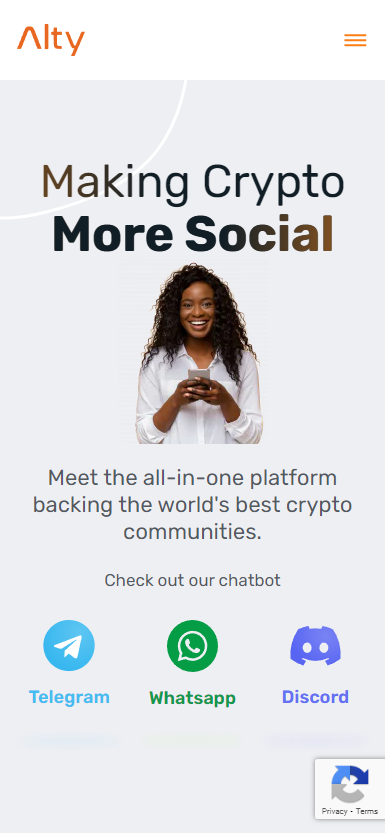 Alty
Making Crypto
More Social
Meet the all-in-one platform
backing the world's best crypto
communities.
Check out our chatbot
Telegram
Whatsapp
Discord
Privacy - Terms